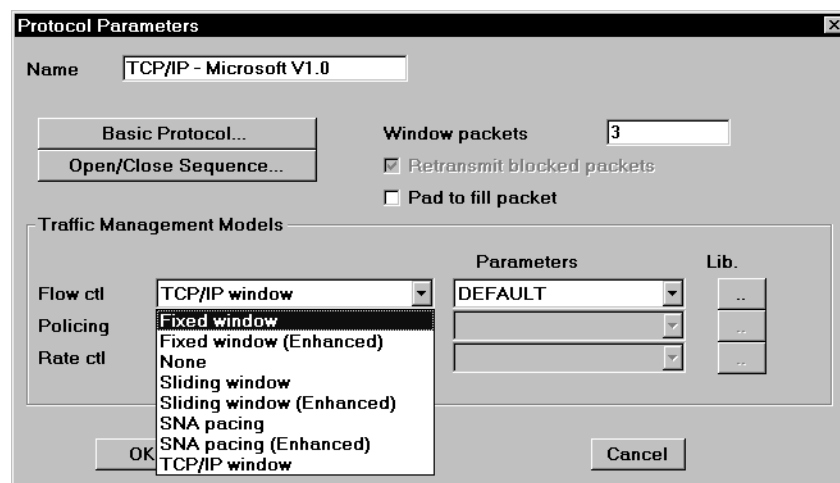 Protocol Parameters
Name TCP/IP - Microsoft V1.0
Basic Protocol...
Window packets 3
Open/Close Sequence...
Retransmit blocked packets
Pad to fill packet
Traffic Management Models
Parameters Lib.
Flow ctl TCP/IP window DEFAULT ..
Policing ..
Rate ctl ..
Fixed window
Fixed window (Enhanced)
None
Sliding window
Sliding window (Enhanced)
SNA pacing
SNA pacing (Enhanced)
TCP/IP window
OK Cancel